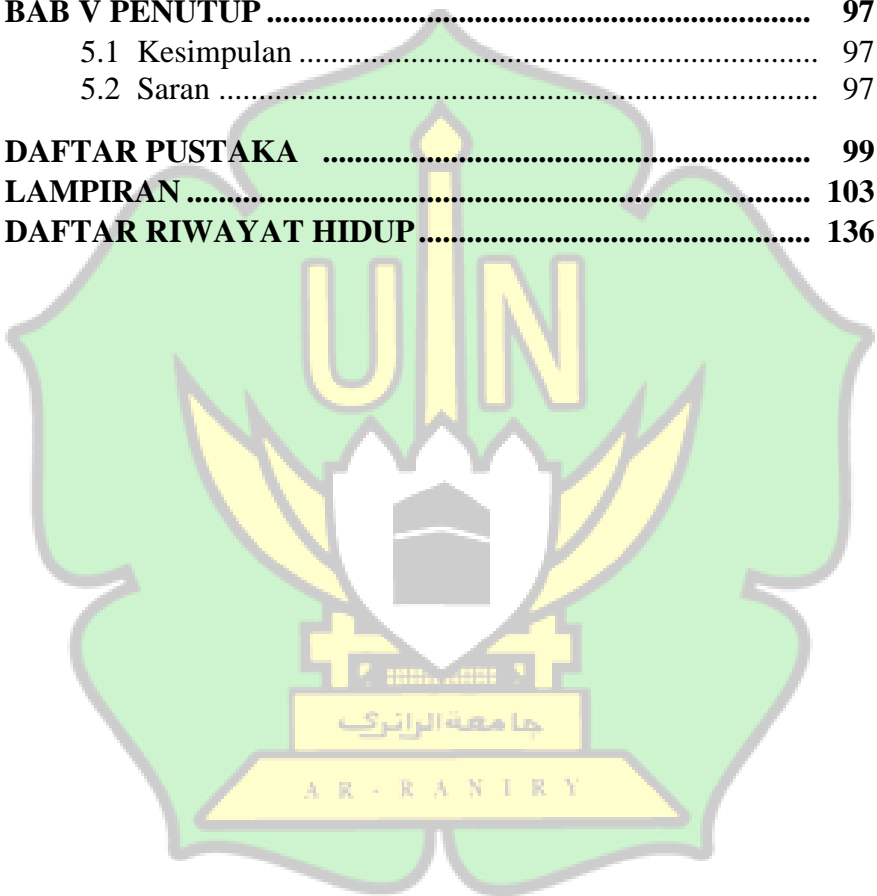 BAB V PENUTUP ............................................................... 97
5.1 Kesimpulan ................................................................ 97
5.2 Saran .......................................................................... 97
DAFTAR PUSTAKA ........................................................ 99
LAMPIRAN ......................................................................... 103
DAFTAR RIWAYAT HIDUP .............................................. 136
UIN
جامعة الرانري
AR - RANIRY